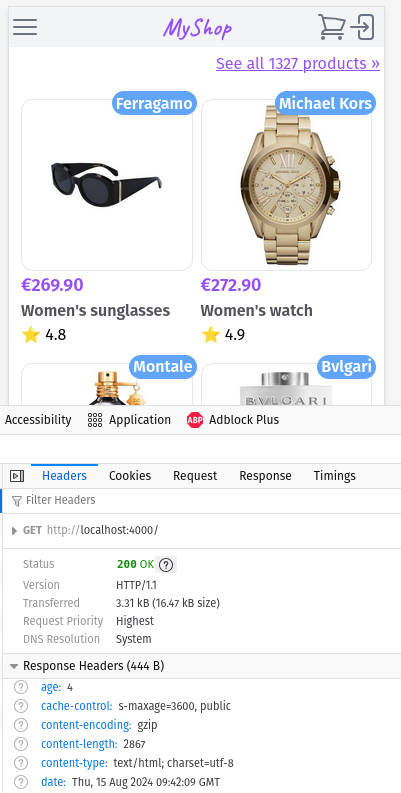 MyShop
See all 1327 products »
Ferragamo
Michael Kors
€269.90
€272.90
Women's sunglasses
Women's watch
4.8
4.9
Montale
Bvlgari
BVLGARI
Accessibility Application ABP Adblock Plus
Headers Cookies Request Response Timings
Filter Headers
GET http://localhost:4000/
Status 200 OK ?
Version HTTP/1.1
Transferred 3.31 kB (16.47 kB size)
Request Priority Highest
DNS Resolution System
Response Headers (444 B)
? age: 4
? cache-control: s-maxage=3600, public
? content-encoding: gzip
? content-length: 2867
? content-type: text/html; charset=utf-8
? date: Thu, 15 Aug 2024 09:42:09 GMT